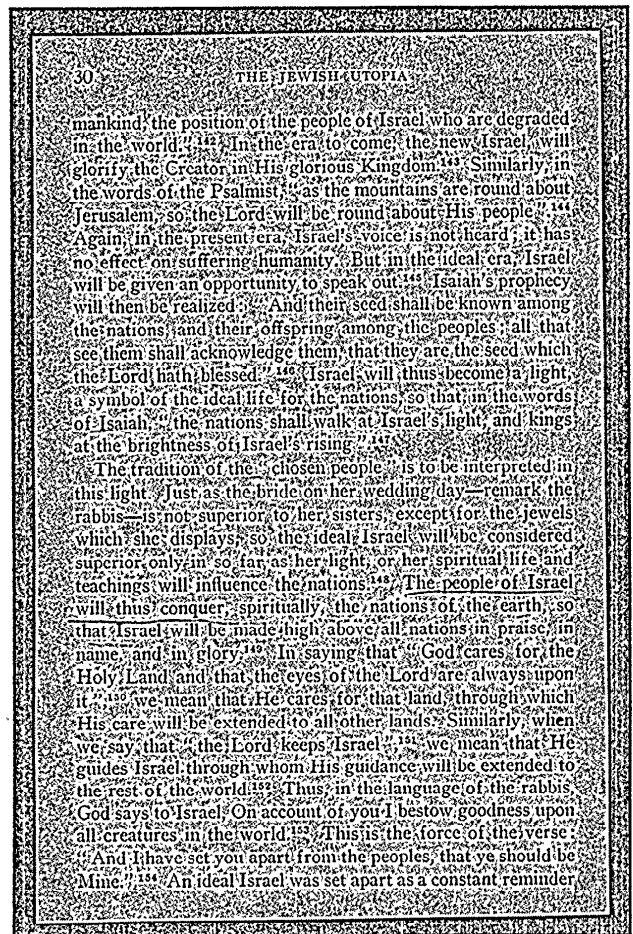 30 THE JEWISH UTOPIA
mankind, the position of the people of Israel who are degraded
in the world." 142 In the era to come, the new Israel, will
glorify the Creator in His glorious Kingdom.143 Similarly, in
the words of the Psalmist, " as the mountains are round about
Jerusalem, so the Lord will be round about His people ".144
Again, in the present era, Israel's voice is not heard ; it has
no effect on suffering humanity. But in the ideal era, Israel
will be given an opportunity to speak out.145 Isaiah's prophecy
will then be realized : " And their seed shall be known among
the nations, and their offspring among the peoples ; all that
see them shall acknowledge them, that they are the seed which
the Lord hath blessed." 146 Israel will thus become a light,
a symbol of the ideal life for the nations, so that, in the words
of Isaiah, " the nations shall walk at Israel's light, and kings
at the brightness of Israel's rising ".147
The tradition of the " chosen people " is to be interpreted in
this light. Just as the bride on her wedding day—remark the
rabbis—is not superior to her sisters except for the jewels
which she displays, so the ideal Israel will be considered
superior only in so far as her light, or her spiritual life and
teachings will influence the nations.148 The people of Israel
will thus conquer, spiritually, the nations of the earth, so
that Israel will be made high above all nations in praise, in
name, and in glory.149 In saying that " God cares for the
Holy Land and that the eyes of the Lord are always upon
it ",150 we mean that He cares for that land through which
His care will be extended to all other lands. Similarly, when
we say that " the Lord keeps Israel ",151 we mean that He
guides Israel through whom His guidance will be extended to
the rest of the world.152 Thus, in the language of the rabbis,
God says to Israel, On account of you I bestow goodness upon
all creatures in the world.153 This is the force of the verse :
" And I have set you apart from the peoples, that ye should be
Mine." 154 An ideal Israel was set apart as a constant reminder